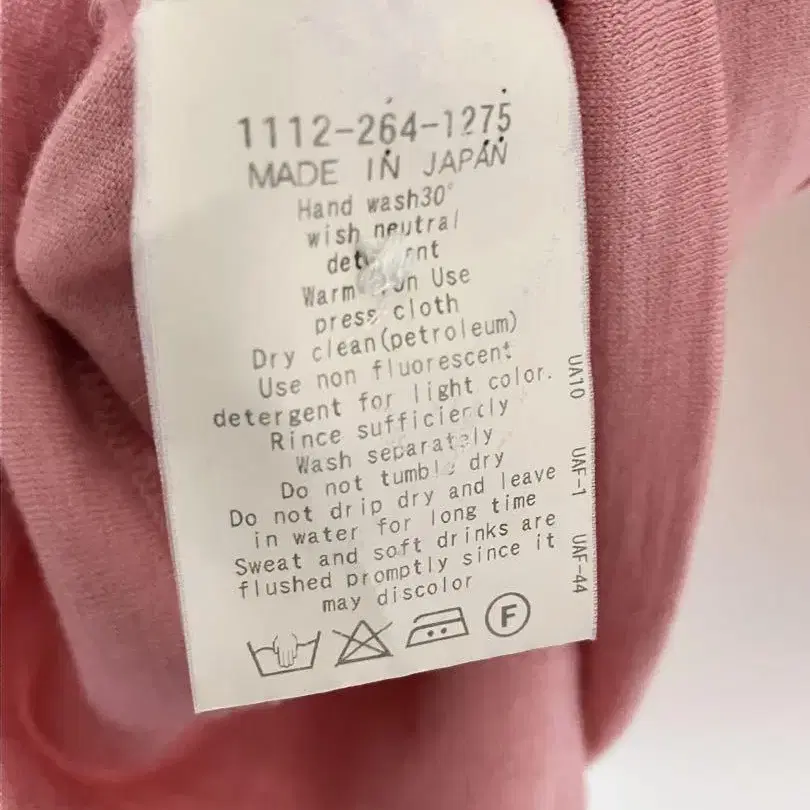 1112-264-1275
MADE IN JAPAN
Hand wash30°
wish neutral
Warm Use
press cloth
Dry clean(petroleum)
Use non fluorescent
detergent for light color.
Rince sufficiently
Wash separately
Do not tumble dry
Do not drip dry and leave
in water for long time
Sweat and soft drinks are
flushed promptly since it
may discolor
F
UA10
UAF-1
UAF-44